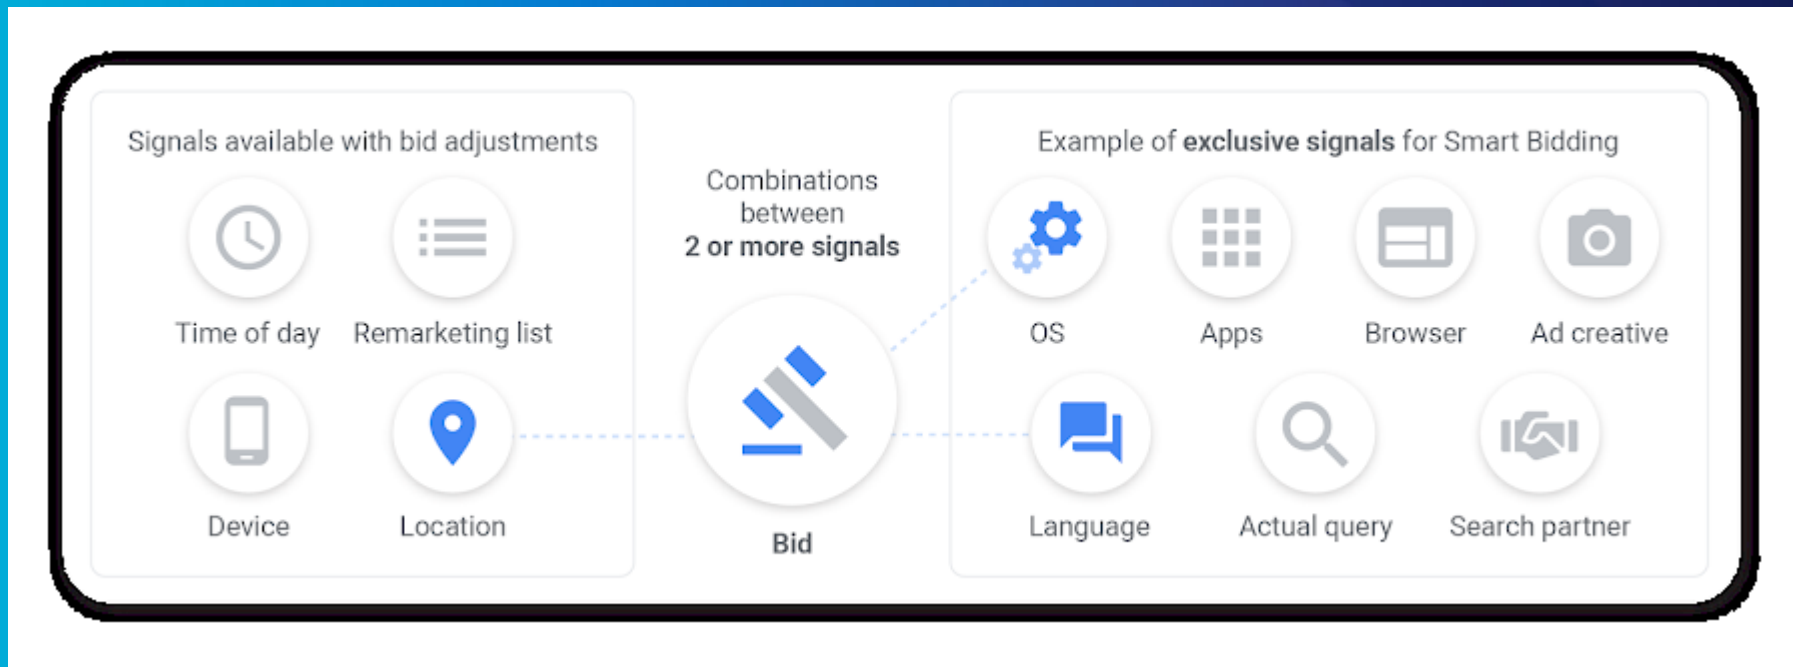 Signals available with bid adjustments
Time of day
Remarketing list
Device
Location
Combinations
between
2 or more signals
Bid
Example of exclusive signals for Smart Bidding
OS
Apps
Browser
Ad creative
Language
Actual query
Search partner